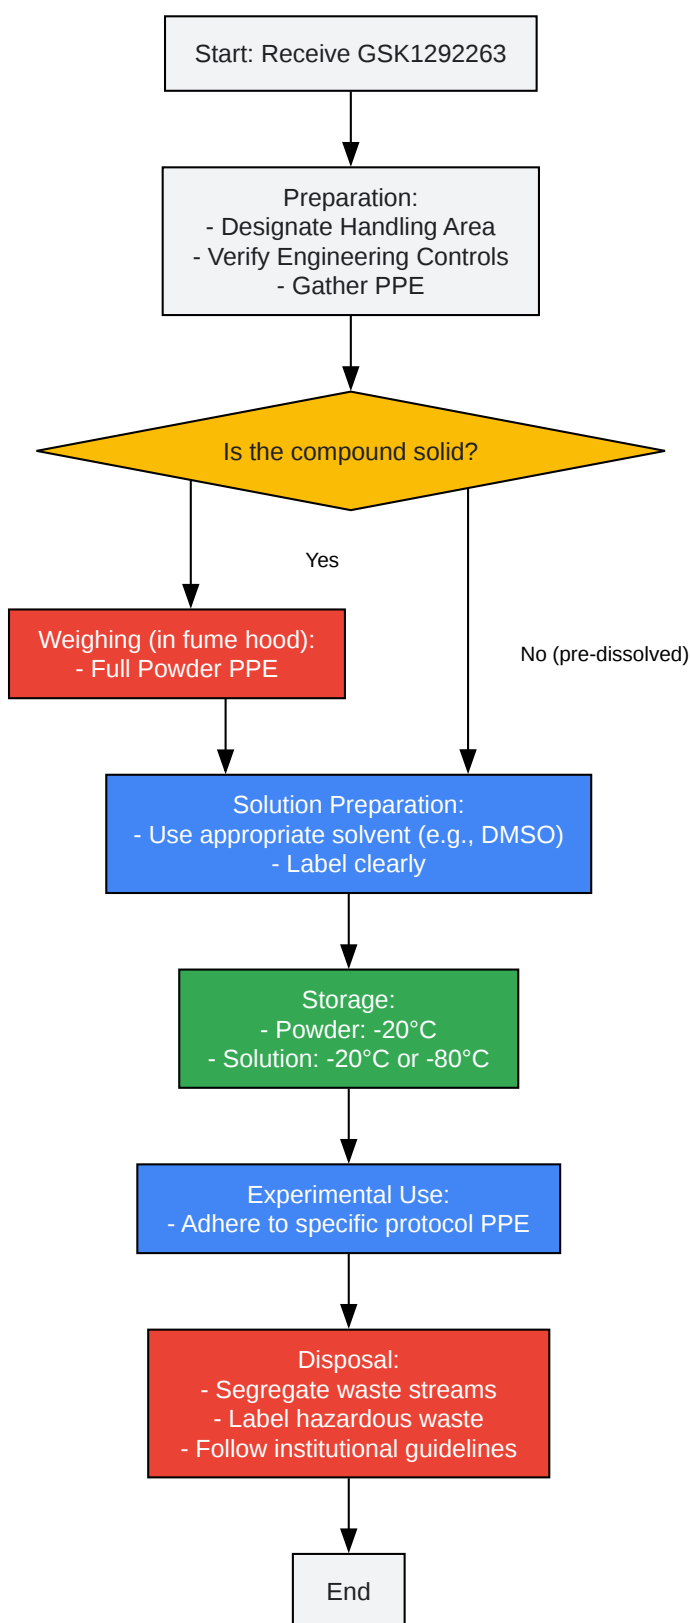 Start: Receive GSK1292263
Preparation:
- Designate Handling Area
- Verify Engineering Controls
- Gather PPE
Is the compound solid?
Yes
Weighing (in fume hood):
- Full Powder PPE
No (pre-dissolved)
Solution Preparation:
- Use appropriate solvent (e.g., DMSO)
- Label clearly
Storage:
- Powder: -20°C
- Solution: -20°C or -80°C
Experimental Use:
- Adhere to specific protocol PPE
Disposal:
- Segregate waste streams
- Label hazardous waste
- Follow institutional guidelines
End